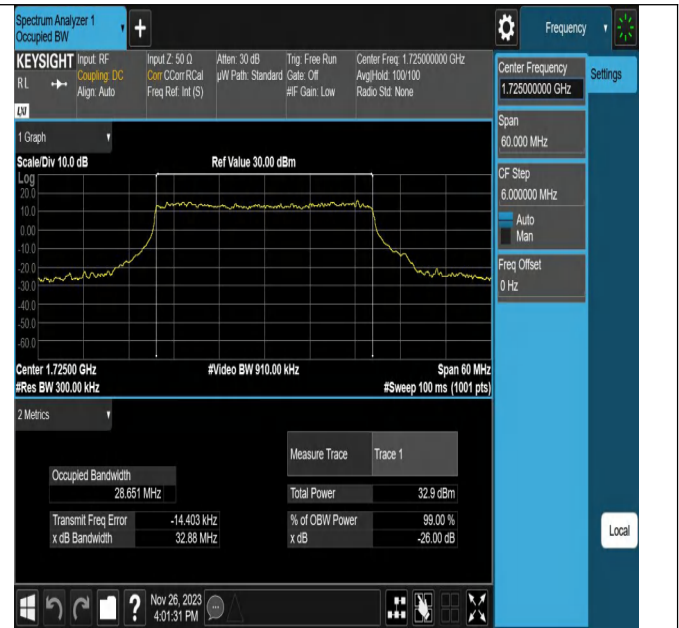 Spectrum Analyzer 1
Occupied BW
Frequency
KEYSIGHT
RL
LXI
Input: RF
Coupling: DC
Align: Auto
Input Z: 50 Ω
Corr CCorr RCal
Freq Ref: Int (S)
Atten: 30 dB
µW Path: Standard
Trig: Free Run
Gate: Off
#IF Gain: Low
Center Freq: 1.725000000 GHz
Avg|Hold: 100/100
Radio Std: None
Center Frequency
1.725000000 GHz
Settings
Span
60.000 MHz
CF Step
6.000000 MHz
Auto
Man
Freq Offset
0 Hz
1 Graph
Scale/Div 10.0 dB
Ref Value 30.00 dBm
Log
20.0
10.0
0.00
-10.0
-20.0
-30.0
-40.0
-50.0
-60.0
Center 1.72500 GHz
#Video BW 910.00 kHz
Span 60 MHz
#Res BW 300.00 kHz
#Sweep 100 ms (1001 pts)
2 Metrics
Measure Trace
Trace 1
Occupied Bandwidth
28.651 MHz
Total Power
32.9 dBm
Transmit Freq Error
-14.403 kHz
% of OBW Power
99.00 %
x dB Bandwidth
32.88 MHz
x dB
-26.00 dB
Local
Nov 26, 2023
4:01:31 PM